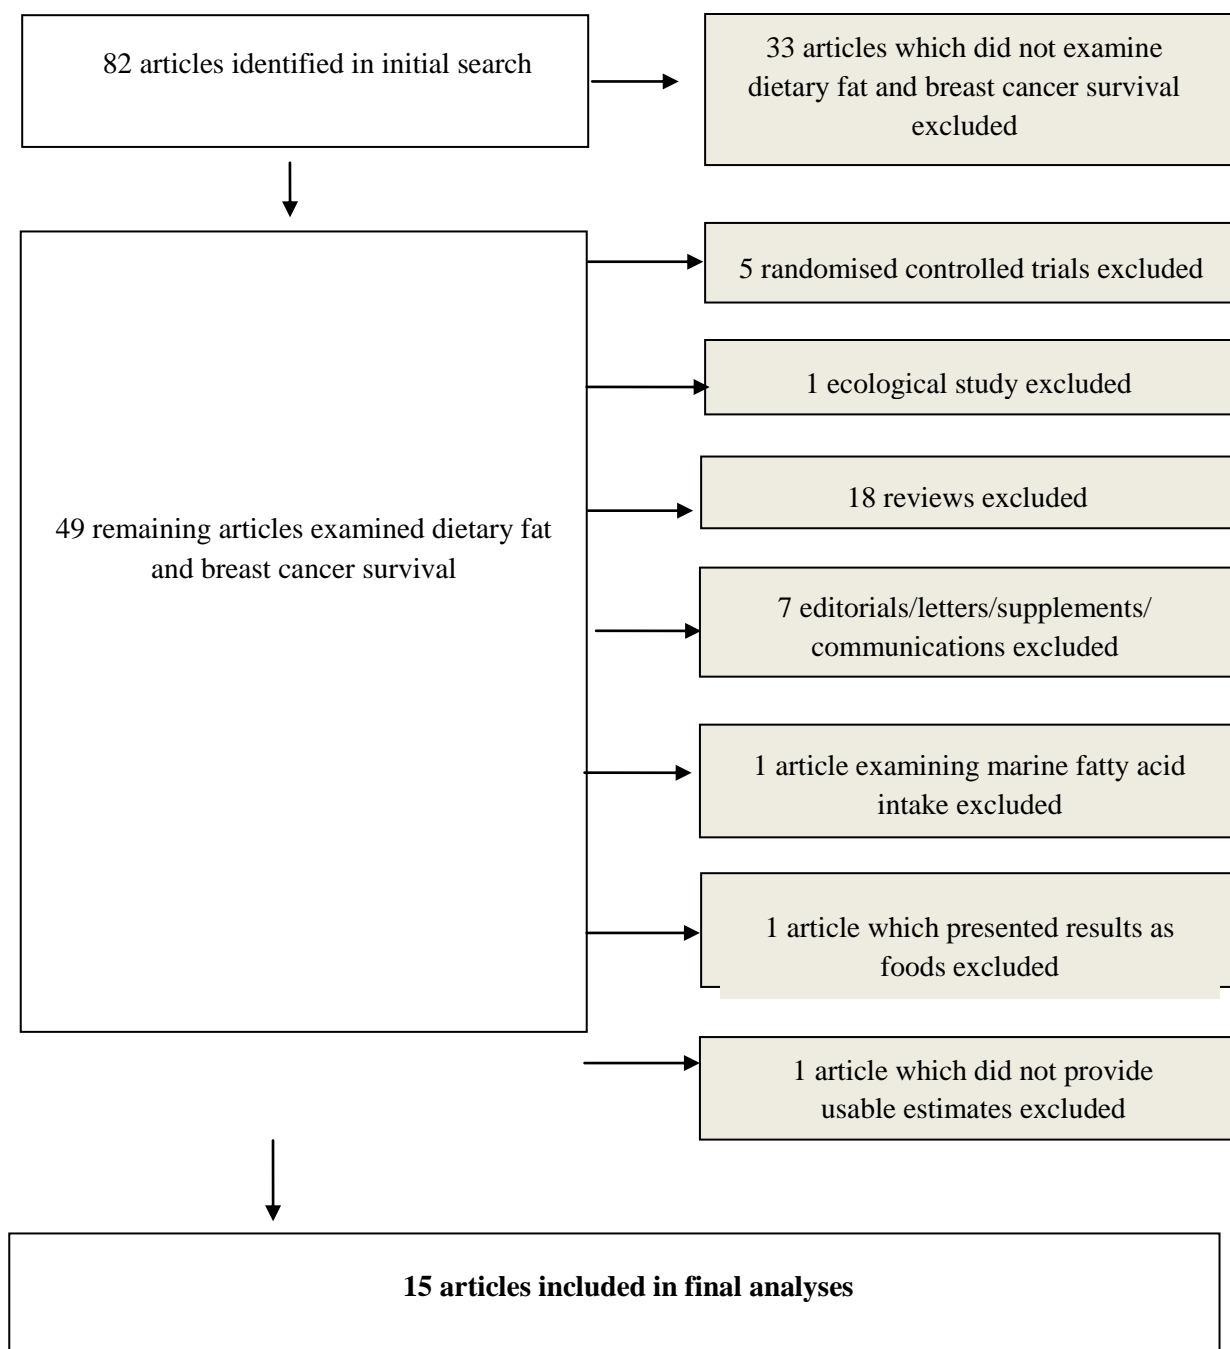 82 articles identified in initial search
33 articles which did not examine
dietary fat and breast cancer survival
excluded
49 remaining articles examined dietary fat
and breast cancer survival
5 randomised controlled trials excluded
1 ecological study excluded
18 reviews excluded
7 editorials/letters/supplements/
communications excluded
1 article examining marine fatty acid
intake excluded
1 article which presented results as
foods excluded
1 article which did not provide
usable estimates excluded
15 articles included in final analyses